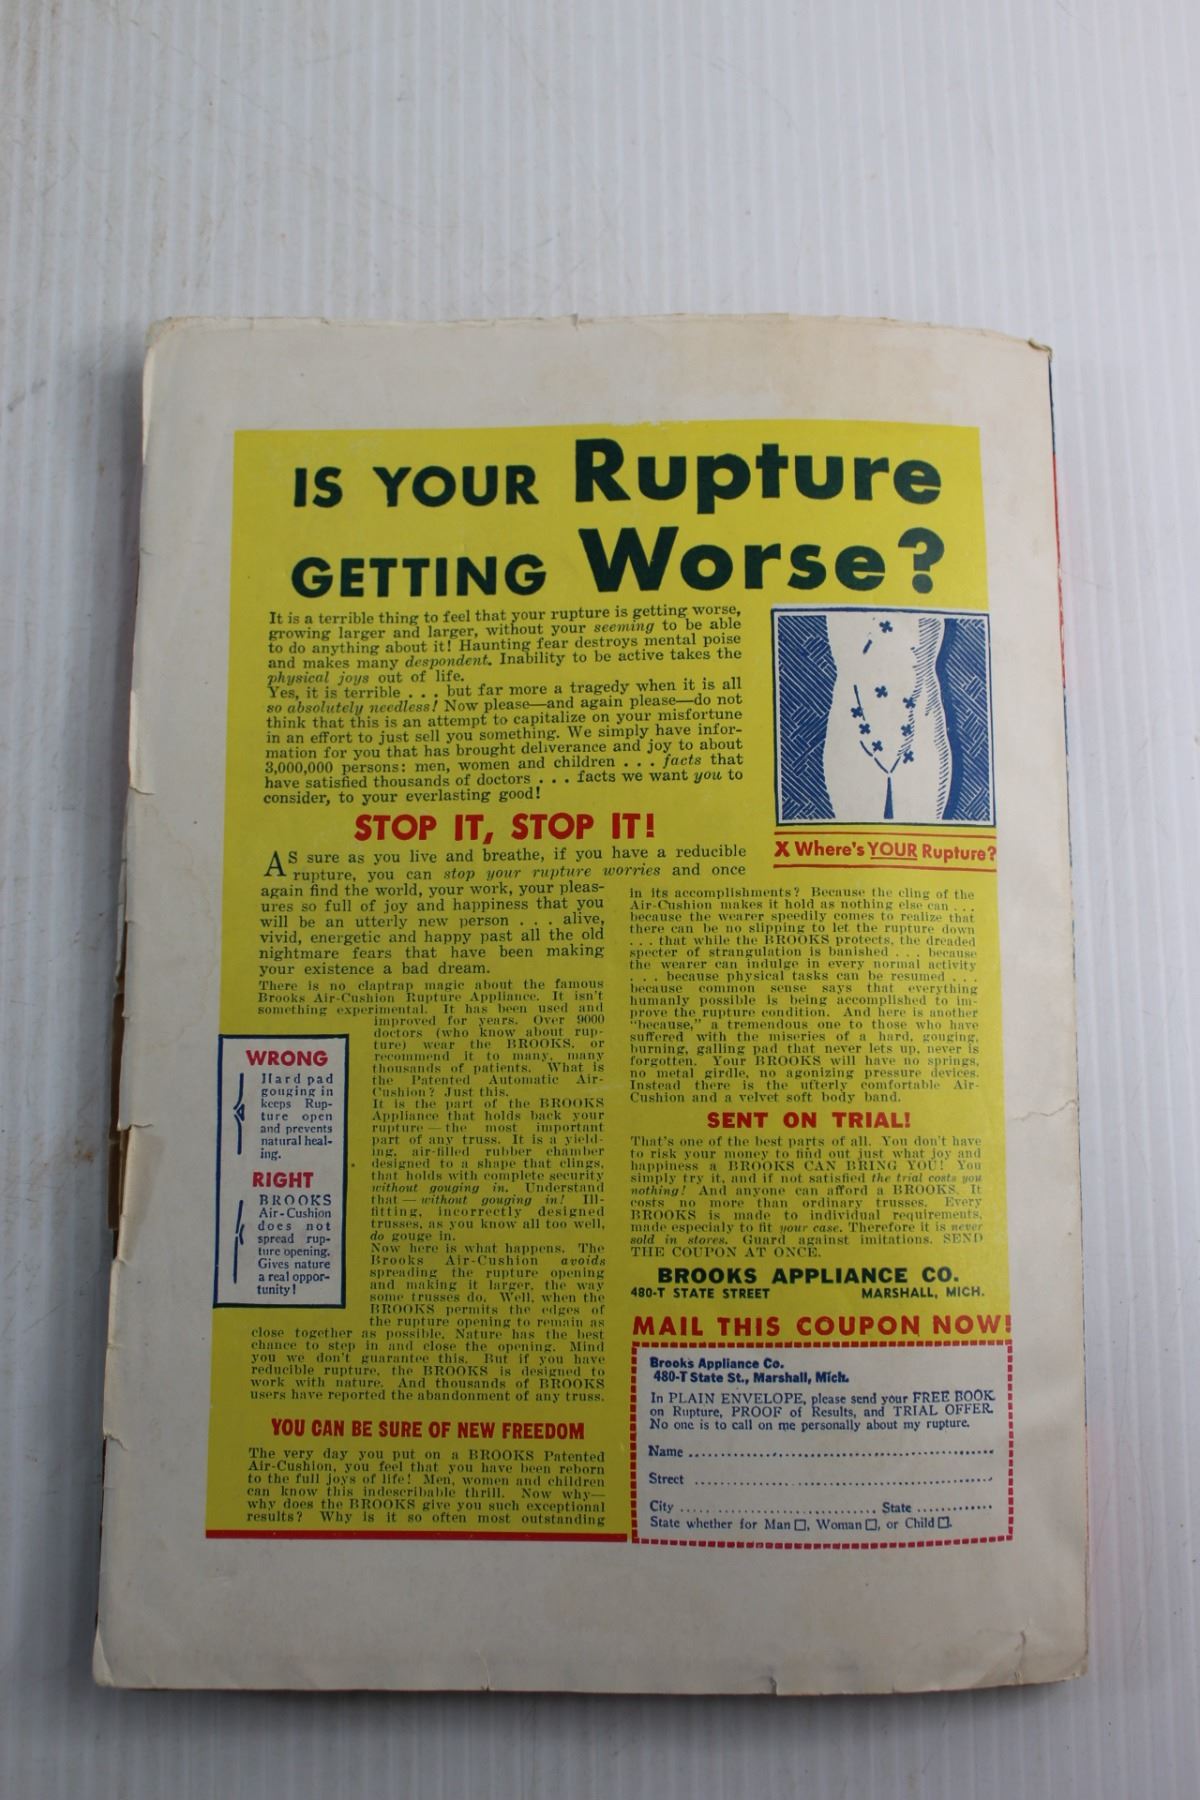 IS YOUR Rupture
GETTING Worse?
It is a terrible thing to feel that your rupture is getting worse,
growing larger and larger, without your seeming to be able
to do anything about it! Haunting fear destroys mental poise
and makes many despondent. Inability to be active takes the
physical joys out of life.
Yes, it is terrible . . . but far more a tragedy when it is all
so absolutely needless! Now please—and again please—do not
think that this is an attempt to capitalize on your misfortune
in an effort to just sell you something. We simply have infor-
mation for you that has brought deliverance and joy to about
3,000,000 persons: men, women and children . . . facts that
have satisfied thousands of doctors . . . facts we want you to
consider, to your everlasting good!
X Where's YOUR Rupture?
STOP IT, STOP IT!
AS sure as you live and breathe, if you have a reducible
rupture, you can stop your rupture worries and once
again find the world, your work, your pleas-
ures so full of joy and happiness that you
will be an utterly new person . . . alive,
vivid, energetic and happy past all the old
nightmare fears that have been making
your existence a bad dream.
There is no claptrap magic about the famous
Brooks Air-Cushion Rupture Appliance. It isn't
something experimental. It has been used and
improved for years. Over 9000
doctors (who know about rup-
ture) wear the BROOKS, or
recommend it to many, many
thousands of patients. What is
the Patented Automatic Air-
Cushion? Just this.
It is the part of the BROOKS
Appliance that holds back your
rupture — the most important
part of any truss. It is a yield-
ing, air-filled rubber chamber
designed to a shape that clings,
that holds with complete security
without gouging in. Understand
that — without gouging in! Ill-
fitting, incorrectly designed
trusses, as you know all too well,
do gouge in.
Now here is what happens. The
Brooks Air-Cushion avoids
spreading the rupture opening
and making it larger, the way
some trusses do. Well, when the
BROOKS permits the edges of
the rupture opening to remain as
close together as possible, Nature has the best
chance to step in and close the opening. Mind
you we don't guarantee this. But if you have
reducible rupture, the BROOKS is designed to
work with nature. And thousands of BROOKS
users have reported the abandonment of any truss.
WRONG
Hard pad
gouging in
keeps Rup-
ture open
and prevents
natural heal-
ing.
RIGHT
BROOKS
Air-Cushion
does not
spread rup-
ture opening.
Gives nature
a real oppor-
tunity!
YOU CAN BE SURE OF NEW FREEDOM
The very day you put on a BROOKS Patented
Air-Cushion, you feel that you have been reborn
to the full joys of life! Men, women and children
can know this indescribable thrill. Now why—
why does the BROOKS give you such exceptional
results? Why is it so often most outstanding
in its accomplishments? Because the cling of the
Air-Cushion makes it hold as nothing else can . . .
because the wearer speedily comes to realize that
there can be no slipping to let the rupture down
. . . that while the BROOKS protects, the dreaded
specter of strangulation is banished . . . because
the wearer can indulge in every normal activity
. . . because physical tasks can be resumed . . .
because common sense says that everything
humanly possible is being accomplished to im-
prove the rupture condition. And here is another
"because," a tremendous one to those who have
suffered with the miseries of a hard, gouging,
burning, galling pad that never lets up, never is
forgotten. Your BROOKS will have no springs,
no metal girdle, no agonizing pressure devices.
Instead there is the utterly comfortable Air-
Cushion and a velvet soft body band.
SENT ON TRIAL!
That's one of the best parts of all. You don't have
to risk your money to find out just what joy and
happiness a BROOKS CAN BRING YOU! You
simply try it, and if not satisfied the trial costs you
nothing! And anyone can afford a BROOKS. It
costs no more than ordinary trusses. Every
BROOKS is made to individual requirements,
made especialy to fit your case. Therefore it is never
sold in stores. Guard against imitations. SEND
THE COUPON AT ONCE.
BROOKS APPLIANCE CO.
480-T STATE STREET MARSHALL, MICH.
MAIL THIS COUPON NOW!
Brooks Appliance Co.
480-T State St., Marshall, Mich.
In PLAIN ENVELOPE, please send your FREE BOOK
on Rupture, PROOF of Results, and TRIAL OFFER.
No one is to call on me personally about my rupture.
Name
Street
City State
State whether for Man □, Woman □, or Child □.